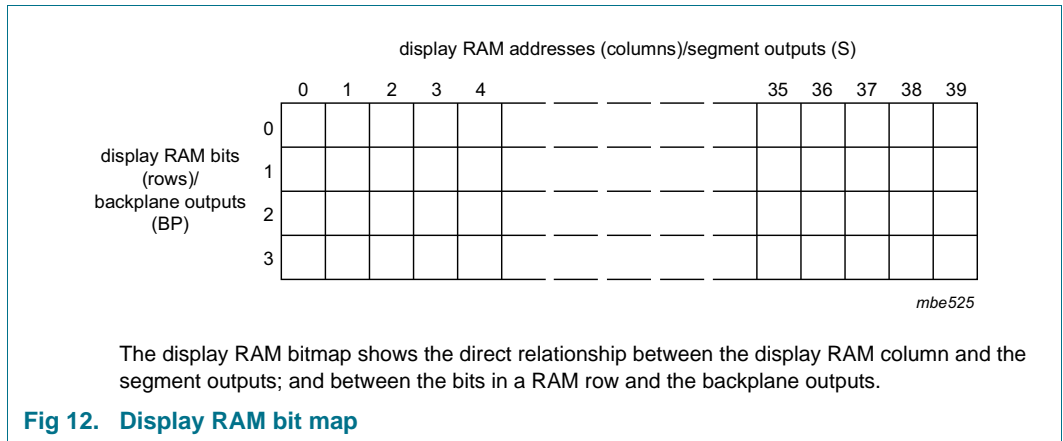 display RAM addresses (columns)/segment outputs (S)
0 1 2 3 4 35 36 37 38 39
0
display RAM bits
(rows)/
backplane outputs
(BP)
1
2
3
mbe525
The display RAM bitmap shows the direct relationship between the display RAM column and the
segment outputs; and between the bits in a RAM row and the backplane outputs.
Fig 12. Display RAM bit map